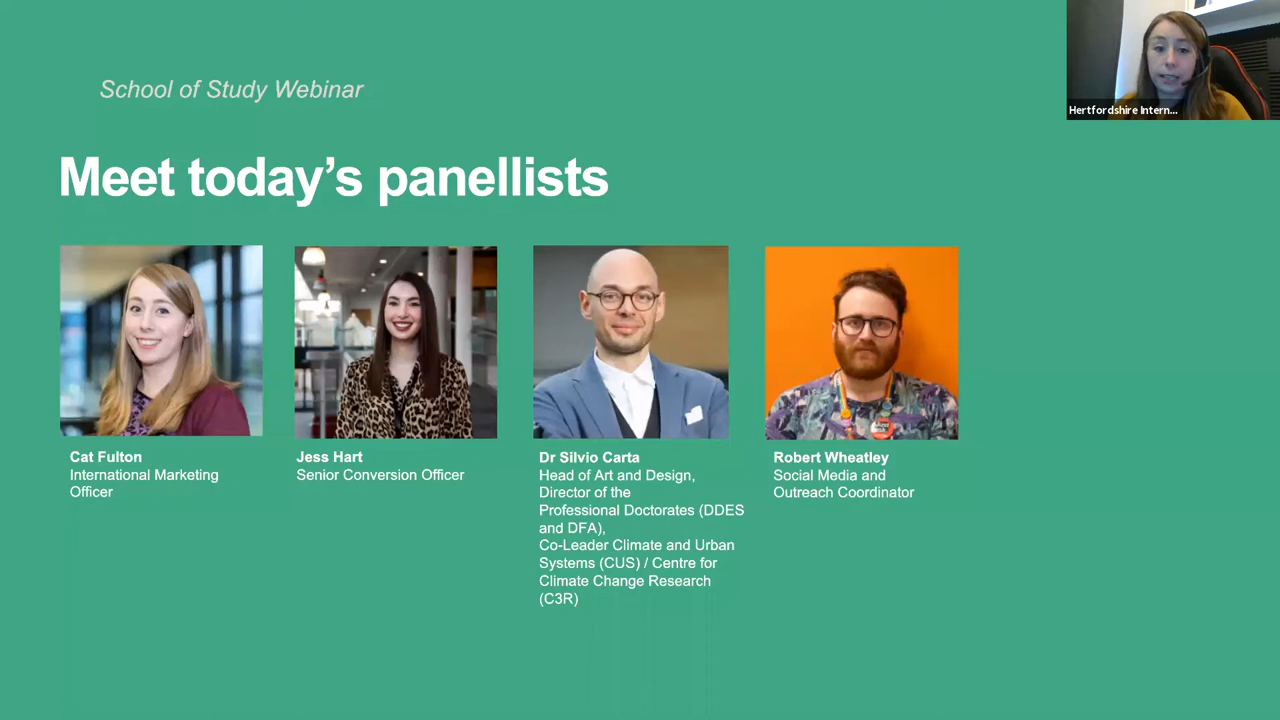 School of Study Webinar
Hertfordshire Intern...
Meet today's panellists
Cat Fulton
International Marketing
Officer
Jess Hart
Senior Conversion Officer
Dr Silvio Carta
Head of Art and Design,
Director of the
Professional Doctorates (DDES
and DFA),
Co-Leader Climate and Urban
Systems (CUS) / Centre for
Climate Change Research
(C3R)
Robert Wheatley
Social Media and
Outreach Coordinator